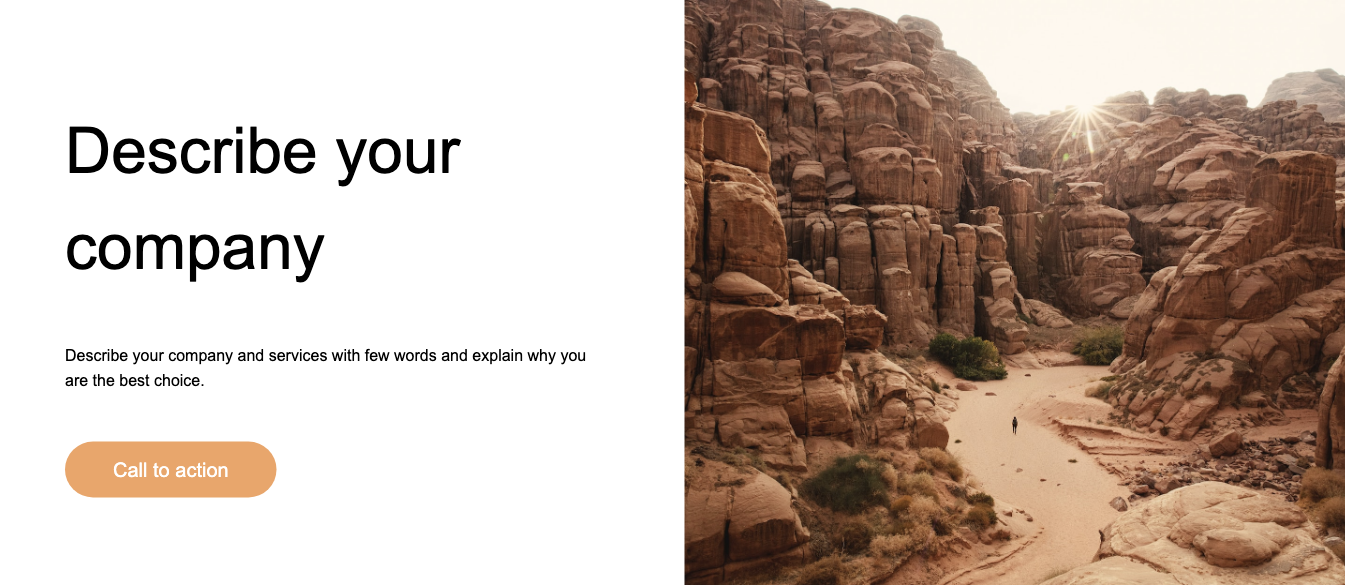 Describe your
company
Describe your company and services with few words and explain why you
are the best choice.
Call to action